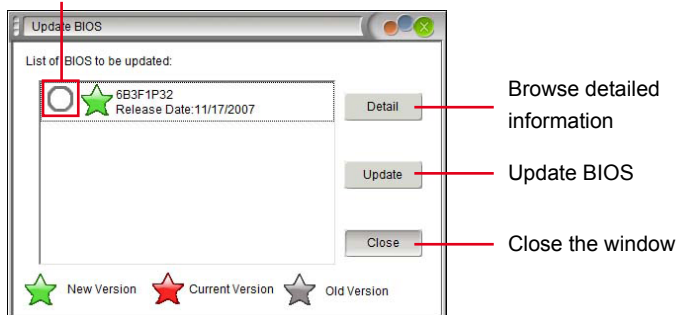 Update BIOS
List of BIOS to be updated:
6B3F1P32
Release Date:11/17/2007
Detail
Update
Close
New Version
Current Version
Old Version
Browse detailed
information
Update BIOS
Close the window